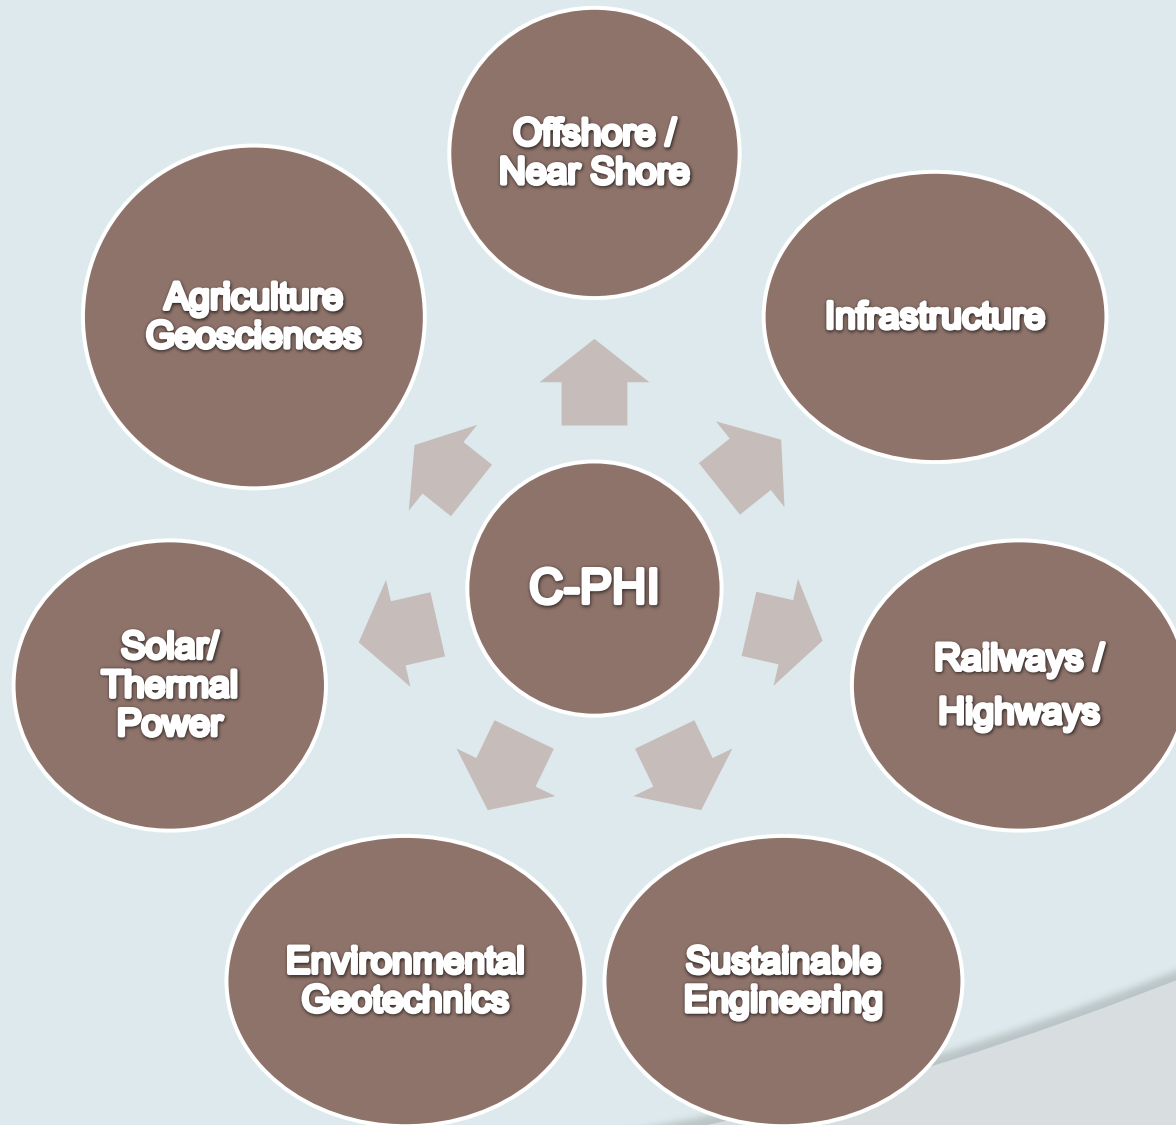 Offshore /
Near Shore
Agriculture
Geosciences
Infrastructure
C-PHI
Solar/
Thermal
Power
Railways /
Highways
Environmental
Geotechnics
Sustainable
Engineering